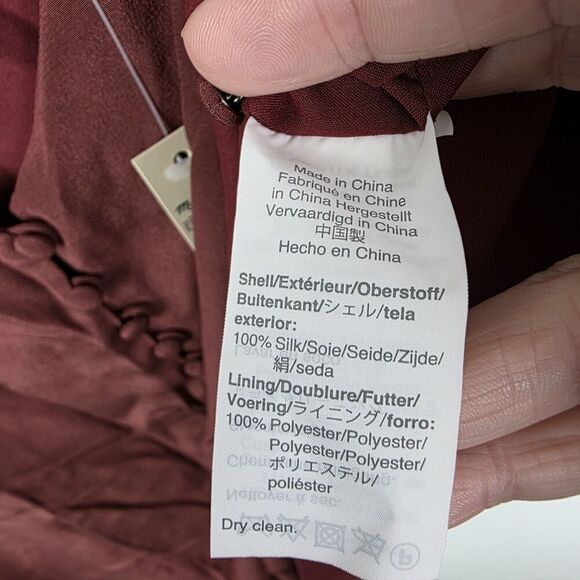 Made in China
Fabriqué en Chine
in China Hergestellt
Vervaardigd in China
中国製
Hecho en China
Shell/Extérieur/Oberstoff/
Buitenkant/シェル/tela
exterior:
100% Silk/Soie/Seide/Zijde/
絹/seda
Lining/Doublure/Futter/
Voering/ライニング/forro:
100% Polyester/Polyester/
Polyester/Polyester/
ポリエステル/
poliéster
Nettoyer à sec.
Dry clean.